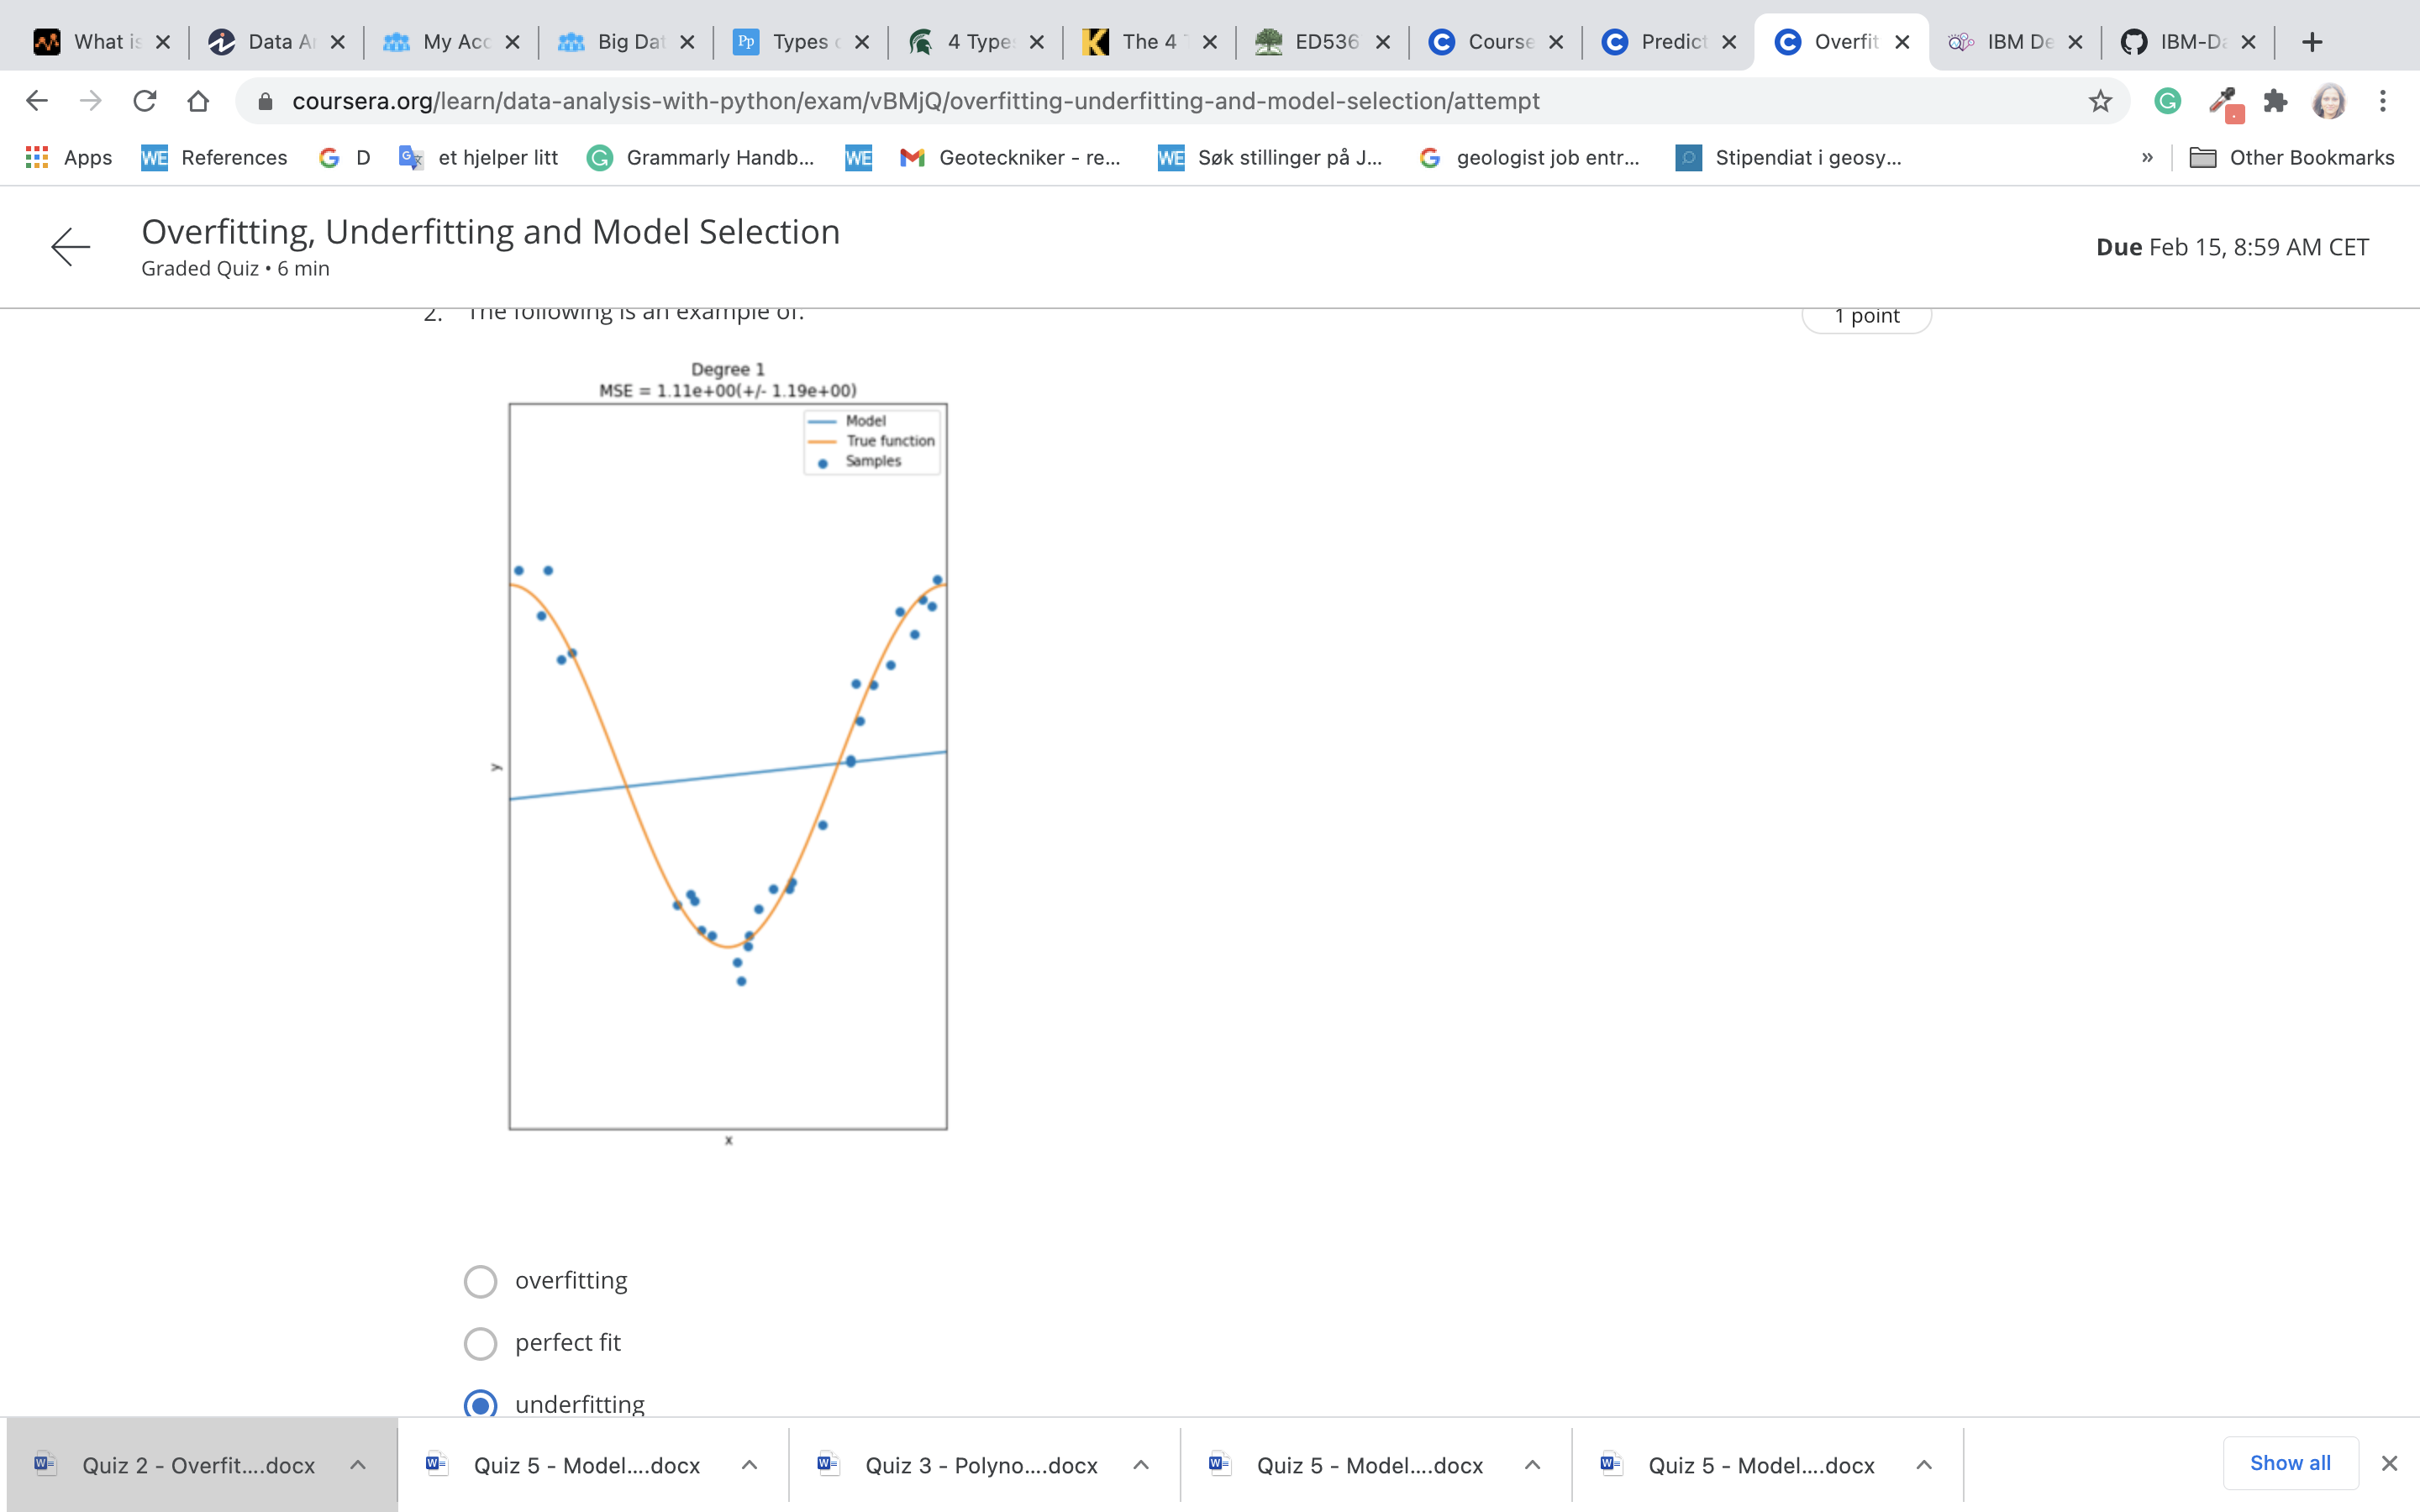 What is
Data A
My Acc
Big Dat
Types
4 Type
The 4
ED536
Course
Predict
Overfit
IBM De
IBM-Da
coursera.org/learn/data-analysis-with-python/exam/vBMjQ/overfitting-underfitting-and-model-selection/attempt
Apps
WE References
G D
et hjelper litt
Grammarly Handb...
WE
Geoteckniker - re...
WE Søk stillinger på J...
geologist job entr...
Stipendiat i geosy...
»
Other Bookmarks
Overfitting, Underfitting and Model Selection
Graded Quiz • 6 min
Due Feb 15, 8:59 AM CET
2. The following is an example of:
1 point
Degree 1
MSE = 1.11e+00(+/- 1.19e+00)
Model
True function
Samples
y
x
overfitting
perfect fit
underfitting
Quiz 2 - Overfit....docx
Quiz 5 - Model....docx
Quiz 3 - Polyno....docx
Quiz 5 - Model....docx
Quiz 5 - Model....docx
Show all